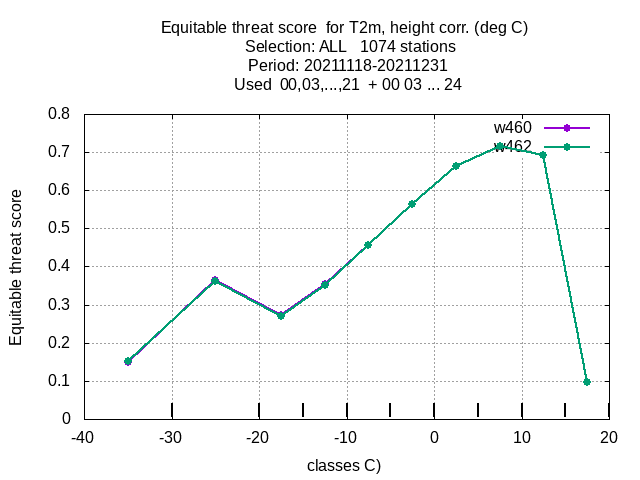 Equitable threat score  for T2m, height corr. (deg C)
Selection: ALL   1074 stations
Period: 20211118-20211231
Used  00,03,...,21  + 00 03 ... 24
Equitable threat score
0.8
0.7
0.6
0.5
0.4
0.3
0.2
0.1
0
w460
w462
-40 -30 -20 -10 0 10 20
classes C)